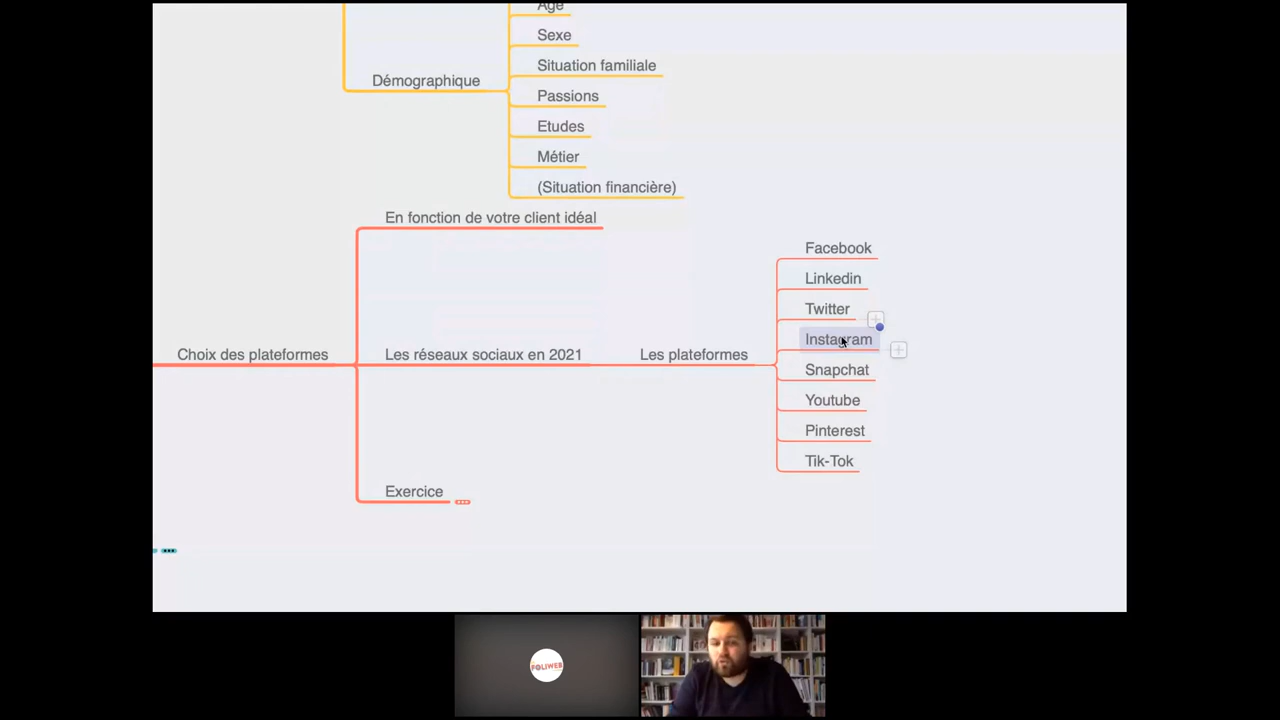 Age
Sexe
Situation familiale
Démographique
Passions
Etudes
Métier
(Situation financière)
En fonction de votre client idéal
Facebook
Linkedin
Twitter
Instagram
Choix des plateformes
Les réseaux sociaux en 2021
Les plateformes
Snapchat
Youtube
Pinterest
Tik-Tok
Exercice
FOLIWEB